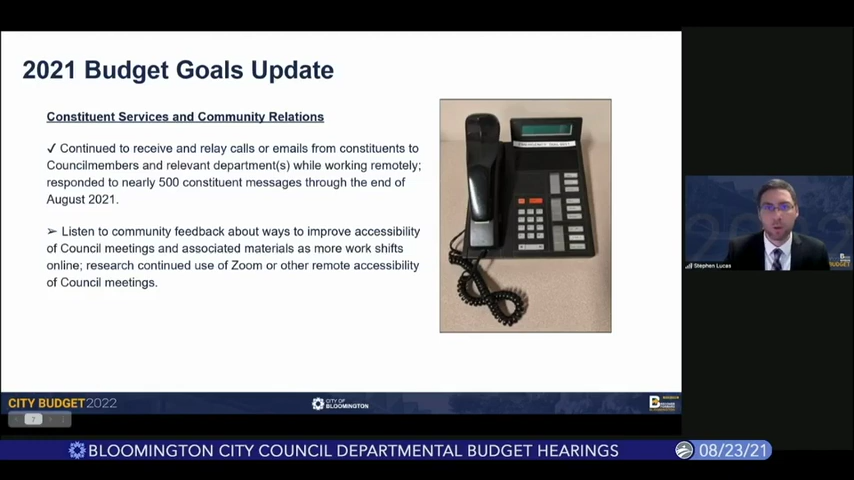 2021 Budget Goals Update
Constituent Services and Community Relations
✓ Continued to receive and relay calls or emails from constituents to
Councilmembers and relevant department(s) while working remotely;
responded to nearly 500 constituent messages through the end of
August 2021.
➢ Listen to community feedback about ways to improve accessibility
of Council meetings and associated materials as more work shifts
online; research continued use of Zoom or other remote accessibility
of Council meetings.
Stephen Lucas
CITY BUDGET2022
CITY OF
BLOOMINGTON
7
BLOOMINGTON CITY COUNCIL DEPARTMENTAL BUDGET HEARINGS
08/23/21